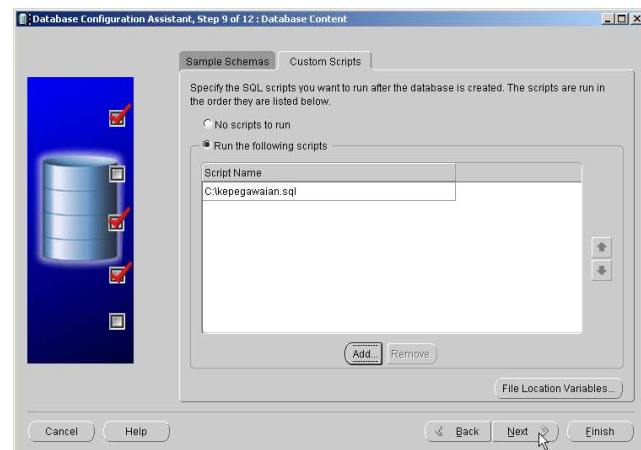 Database Configuration Assistant, Step 9 of 12 : Database Content
Sample Schemas
Custom Scripts
Specify the SQL scripts you want to run after the database is created. The scripts are run in
the order they are listed below.
No scripts to run
Run the following scripts
Script Name
C:\kepegawaian.sql
Add...
Remove
File Location Variables...
Cancel
Help
Back
Next
Finish